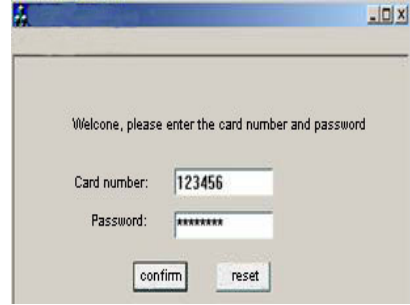 Welcone, please enter the card number and password
Card number: 123456
Password: ********
confirm reset